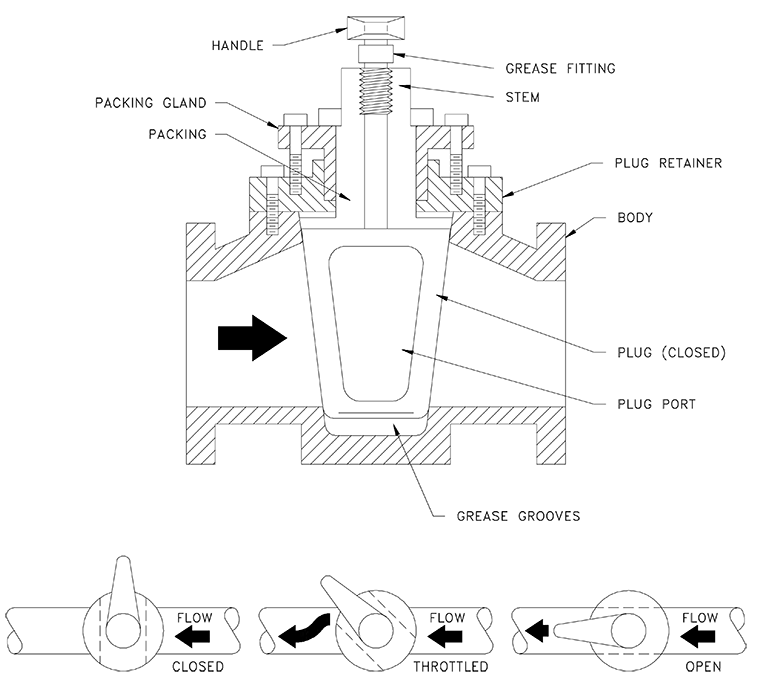 HANDLE
GREASE FITTING
STEM
PACKING GLAND
PACKING
PLUG RETAINER
BODY
PLUG (CLOSED)
PLUG PORT
GREASE GROOVES
FLOW
CLOSED
FLOW
THROTTLED
FLOW
OPEN